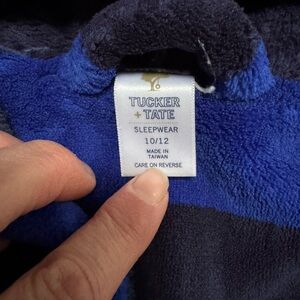 TUCKER
+ TATE
SLEEPWEAR
10/12
MADE IN
TAIWAN
CARE ON REVERSE